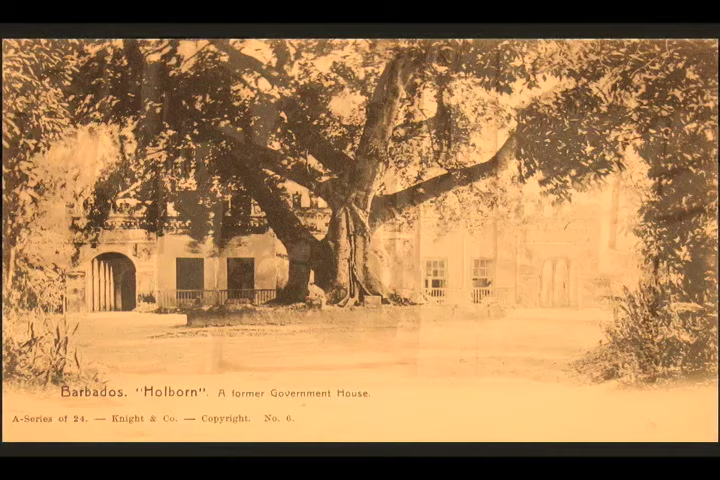 Barbados. "Holborn". A former Government House.
A-Series of 24. — Knight & Co. — Copyright. No. 6.